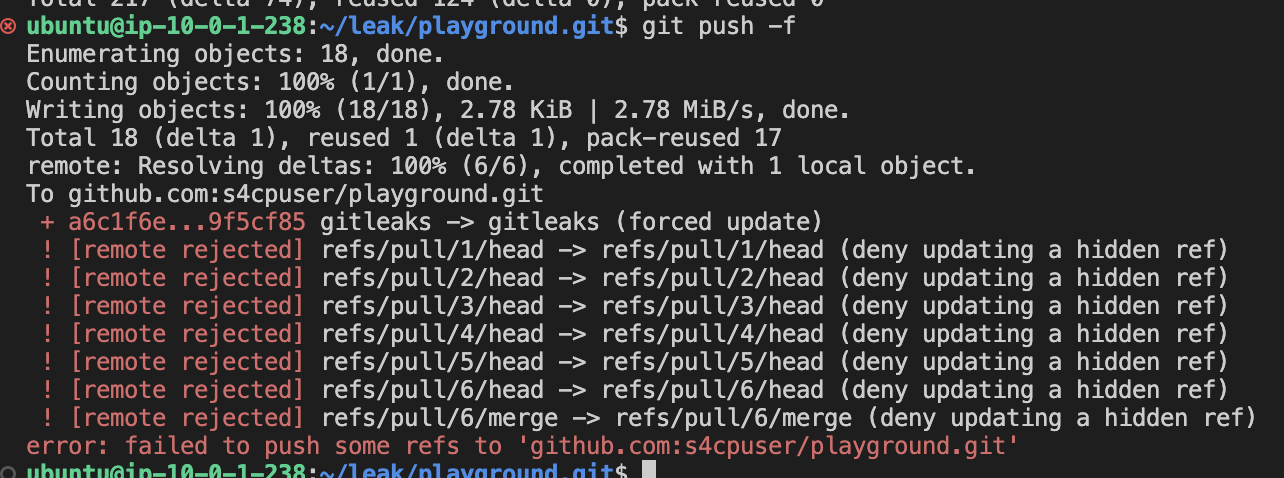 Total 217 (delta 74), reused 124 (delta 0), pack-reused 0
ubuntu@ip-10-0-1-238:~/leak/playground.git$ git push -f
Enumerating objects: 18, done.
Counting objects: 100% (1/1), done.
Writing objects: 100% (18/18), 2.78 KiB | 2.78 MiB/s, done.
Total 18 (delta 1), reused 1 (delta 1), pack-reused 17
remote: Resolving deltas: 100% (6/6), completed with 1 local object.
To github.com:s4cpuser/playground.git
+ a6c1f6e...9f5cf85 gitleaks -> gitleaks (forced update)
! [remote rejected] refs/pull/1/head -> refs/pull/1/head (deny updating a hidden ref)
! [remote rejected] refs/pull/2/head -> refs/pull/2/head (deny updating a hidden ref)
! [remote rejected] refs/pull/3/head -> refs/pull/3/head (deny updating a hidden ref)
! [remote rejected] refs/pull/4/head -> refs/pull/4/head (deny updating a hidden ref)
! [remote rejected] refs/pull/5/head -> refs/pull/5/head (deny updating a hidden ref)
! [remote rejected] refs/pull/6/head -> refs/pull/6/head (deny updating a hidden ref)
! [remote rejected] refs/pull/6/merge -> refs/pull/6/merge (deny updating a hidden ref)
error: failed to push some refs to 'github.com:s4cpuser/playground.git'
ubuntu@ip-10-0-1-238:~/leak/playground.git$